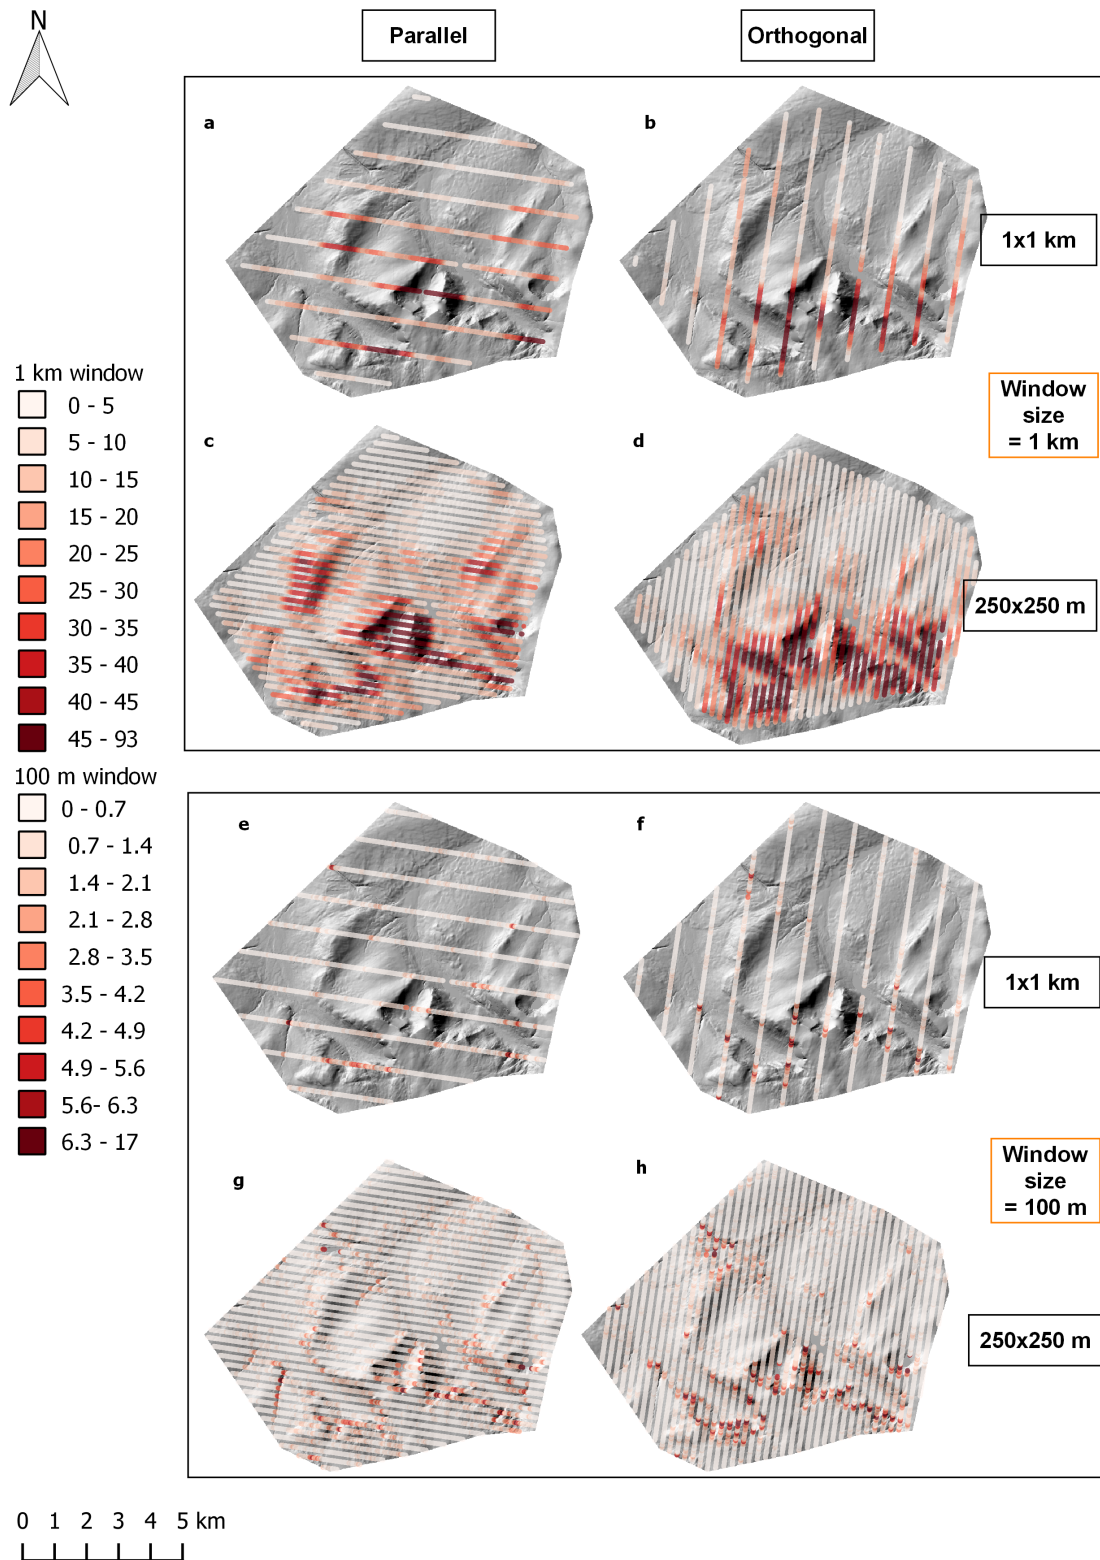 N
Parallel
Orthogonal
a
b
1x1 km
1 km window
0 - 5
5 - 10
10 - 15
15 - 20
20 - 25
25 - 30
30 - 35
35 - 40
40 - 45
45 - 93
Window
size
= 1 km
c
d
250x250 m
100 m window
0 - 0.7
0.7 - 1.4
1.4 - 2.1
2.1 - 2.8
2.8 - 3.5
3.5 - 4.2
4.2 - 4.9
4.9 - 5.6
5.6- 6.3
6.3 - 17
e
f
1x1 km
Window
size
= 100 m
g
h
250x250 m
0 1 2 3 4 5 km